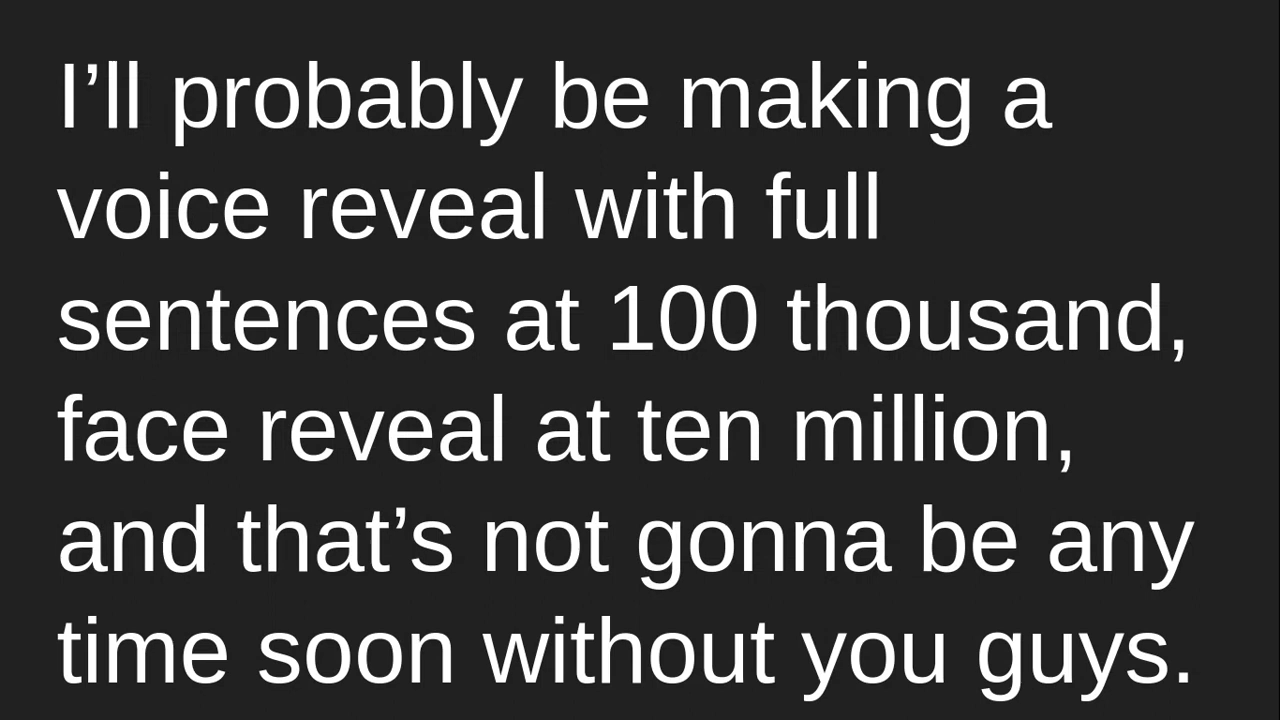 I’ll probably be making a
voice reveal with full
sentences at 100 thousand,
face reveal at ten million,
and that’s not gonna be any
time soon without you guys.